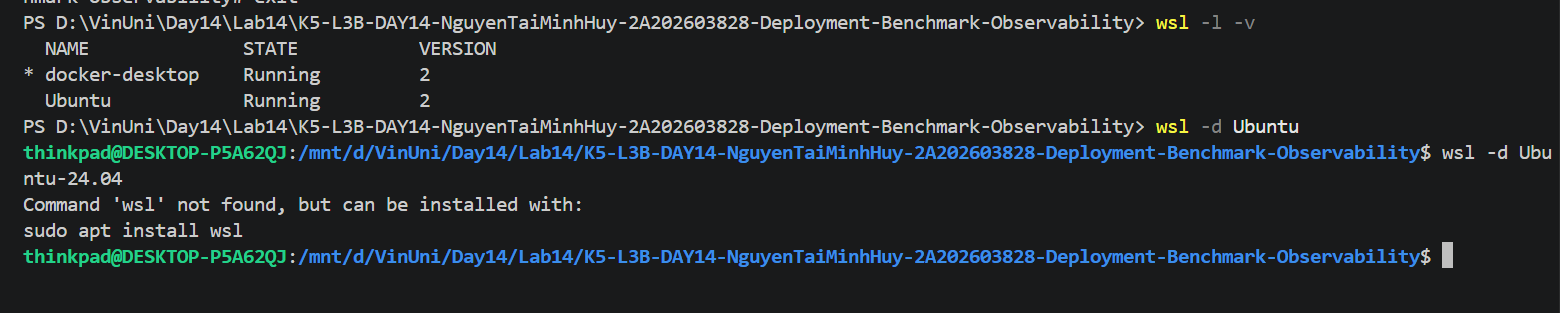 PS D:\VinUni\Day14\Lab14\K5-L3B-DAY14-NguyenTaiMinhHuy-2A202603828-Deployment-Benchmark-Observability> wsl -l -v
  NAME              STATE           VERSION
* docker-desktop    Running         2
  Ubuntu            Running         2
PS D:\VinUni\Day14\Lab14\K5-L3B-DAY14-NguyenTaiMinhHuy-2A202603828-Deployment-Benchmark-Observability> wsl -d Ubuntu
thinkpad@DESKTOP-P5A62QJ:/mnt/d/VinUni/Day14/Lab14/K5-L3B-DAY14-NguyenTaiMinhHuy-2A202603828-Deployment-Benchmark-Observability$ wsl -d Ubu
ntu-24.04
Command 'wsl' not found, but can be installed with:
sudo apt install wsl
thinkpad@DESKTOP-P5A62QJ:/mnt/d/VinUni/Day14/Lab14/K5-L3B-DAY14-NguyenTaiMinhHuy-2A202603828-Deployment-Benchmark-Observability$